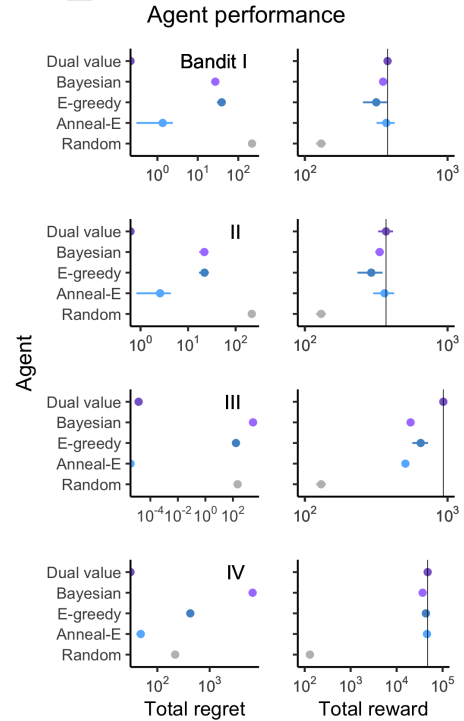 Agent performance
Bandit I
Dual value
Bayesian
E-greedy
Anneal-E
Random
10^0 10^1 10^2
10^2 10^3
II
Dual value
Bayesian
E-greedy
Anneal-E
Random
10^0 10^1 10^2
10^2 10^3
Agent
III
Dual value
Bayesian
E-greedy
Anneal-E
Random
10^-4 10^-2 10^0 10^2
10^2 10^3
IV
Dual value
Bayesian
E-greedy
Anneal-E
Random
10^2 10^3
10^2 10^3 10^4 10^5
Total regret Total reward